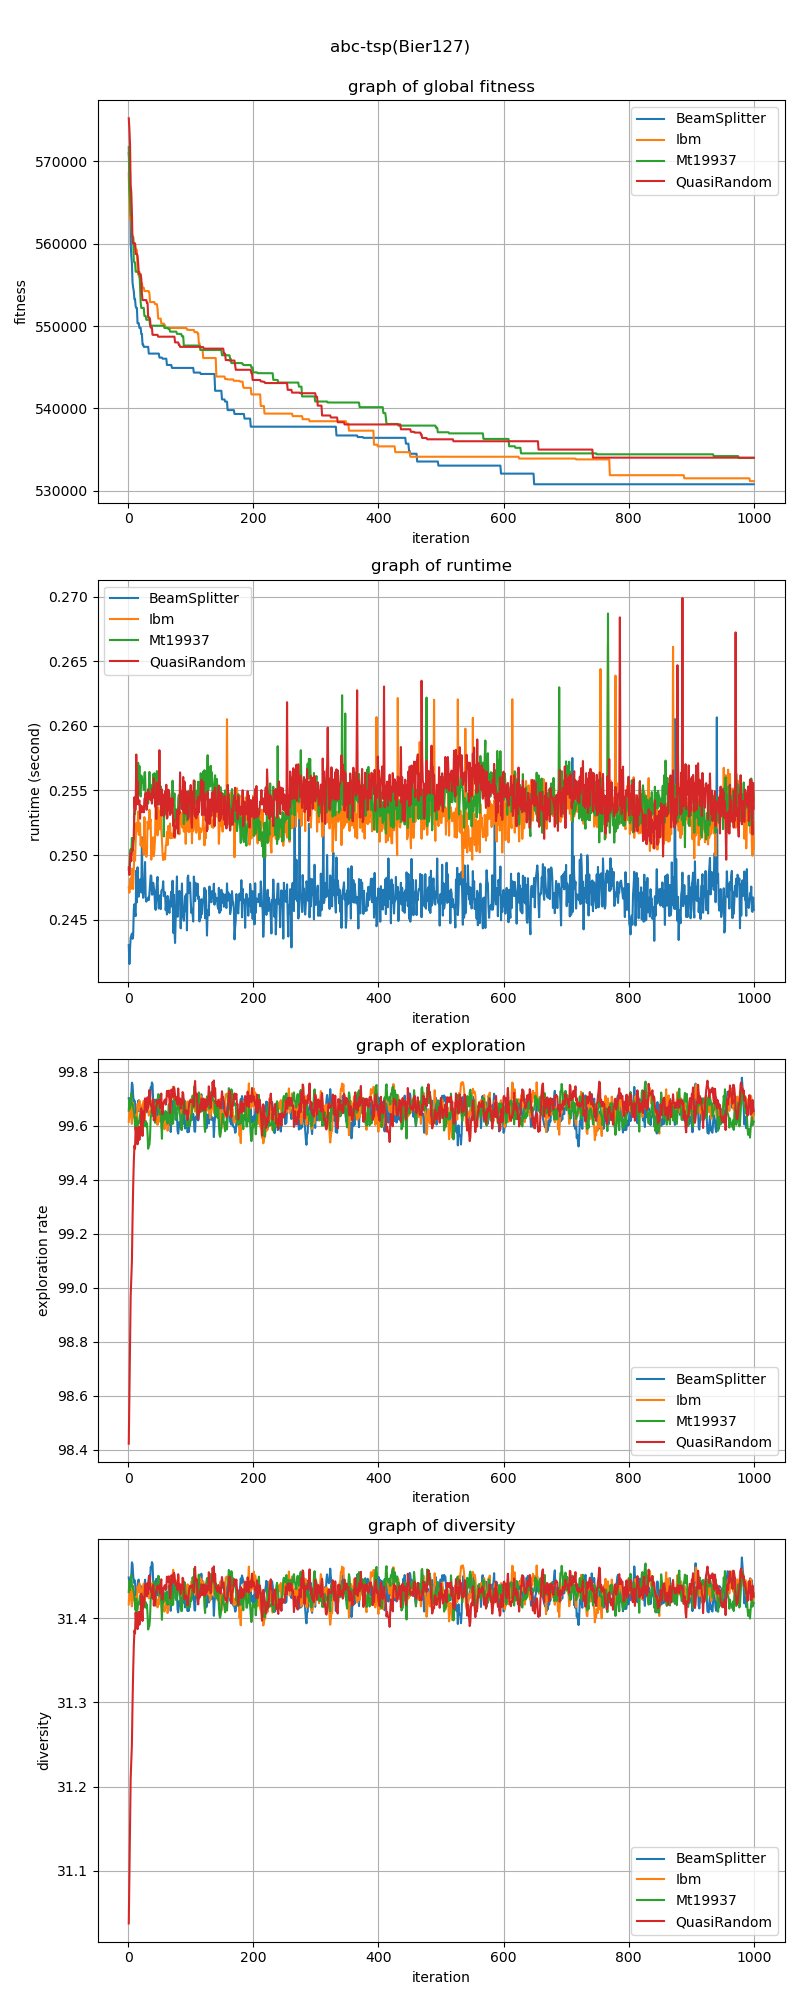 abc-tsp(Bier127)
graph of global fitness
BeamSplitter
Ibm
Mt19937
QuasiRandom
570000
560000
550000
540000
530000
fitness
0 200 400 600 800 1000
iteration
graph of runtime
BeamSplitter
Ibm
Mt19937
QuasiRandom
0.270
0.265
0.260
0.255
0.250
0.245
runtime (second)
0 200 400 600 800 1000
iteration
graph of exploration
99.8
99.6
99.4
99.2
99.0
98.8
98.6
98.4
exploration rate
BeamSplitter
Ibm
Mt19937
QuasiRandom
0 200 400 600 800 1000
iteration
graph of diversity
31.4
31.3
31.2
31.1
diversity
BeamSplitter
Ibm
Mt19937
QuasiRandom
0 200 400 600 800 1000
iteration